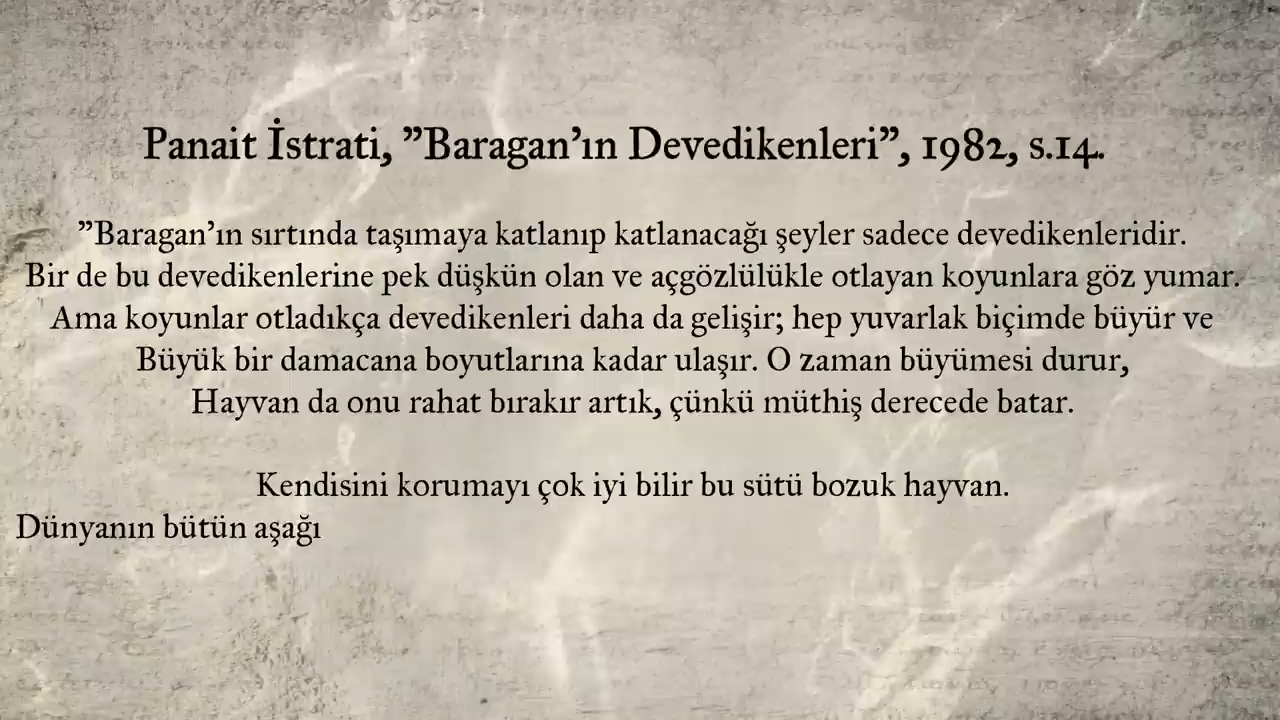 Panait İstrati, ”Baragan’ın Devedikenleri”, 1982, s.14.
”Baragan’ın sırtında taşımaya katlanıp katlanacağı şeyler sadece devedikenleridir.
Bir de bu devedikenlerine pek düşkün olan ve açgözlülükle otlayan koyunlara göz yumar.
Ama koyunlar otladıkça devedikenleri daha da gelişir; hep yuvarlak biçimde büyür ve
Büyük bir damacana boyutlarına kadar ulaşır. O zaman büyümesi durur,
Hayvan da onu rahat bırakır artık, çünkü müthiş derecede batar.
Kendisini korumayı çok iyi bilir bu sütü bozuk hayvan.
Dünyanın bütün aşağı